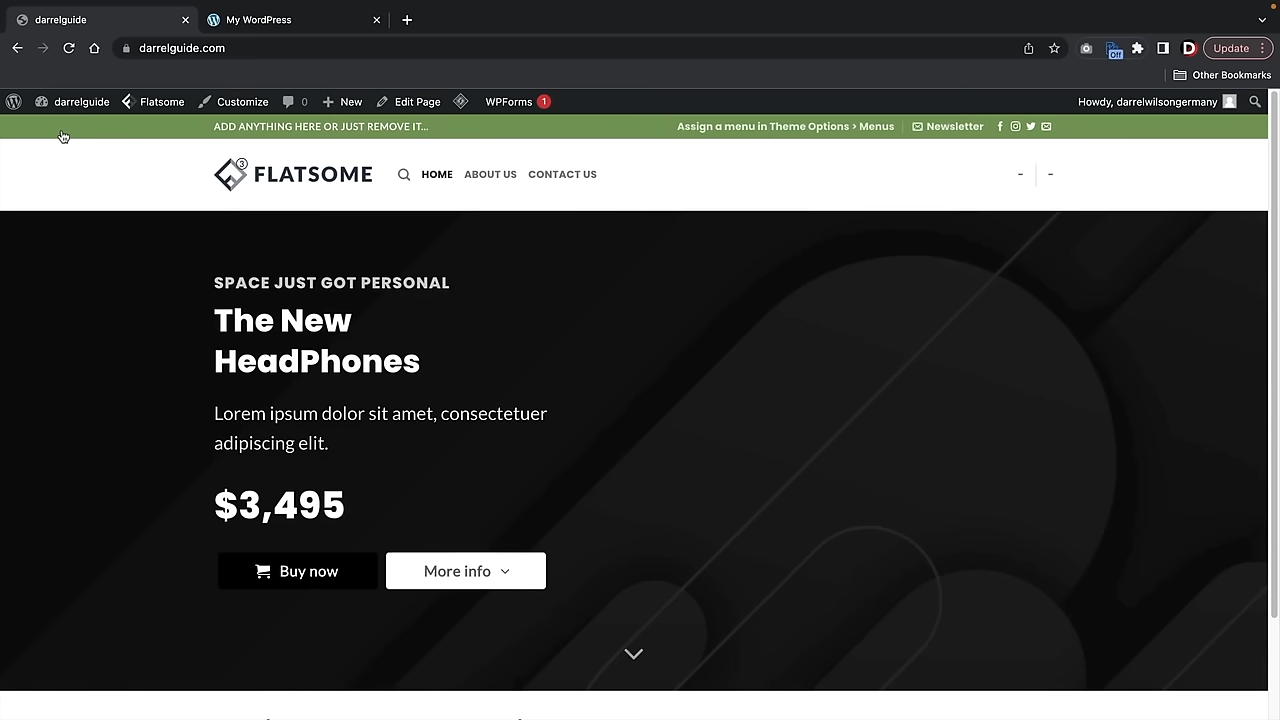 darrelguide
My WordPress
darrelguide.com
Off
D
Update
Other Bookmarks
darrelguide
Flatsome
Customize
0
New
Edit Page
WPForms 1
Howdy, darrelwilsongermany
ADD ANYTHING HERE OR JUST REMOVE IT...
Assign a menu in Theme Options > Menus
Newsletter
3
FLATSOME
HOME
ABOUT US
CONTACT US
-
-
SPACE JUST GOT PERSONAL
The New
HeadPhones
Lorem ipsum dolor sit amet, consectetuer
adipiscing elit.
$3,495
Buy now
More info